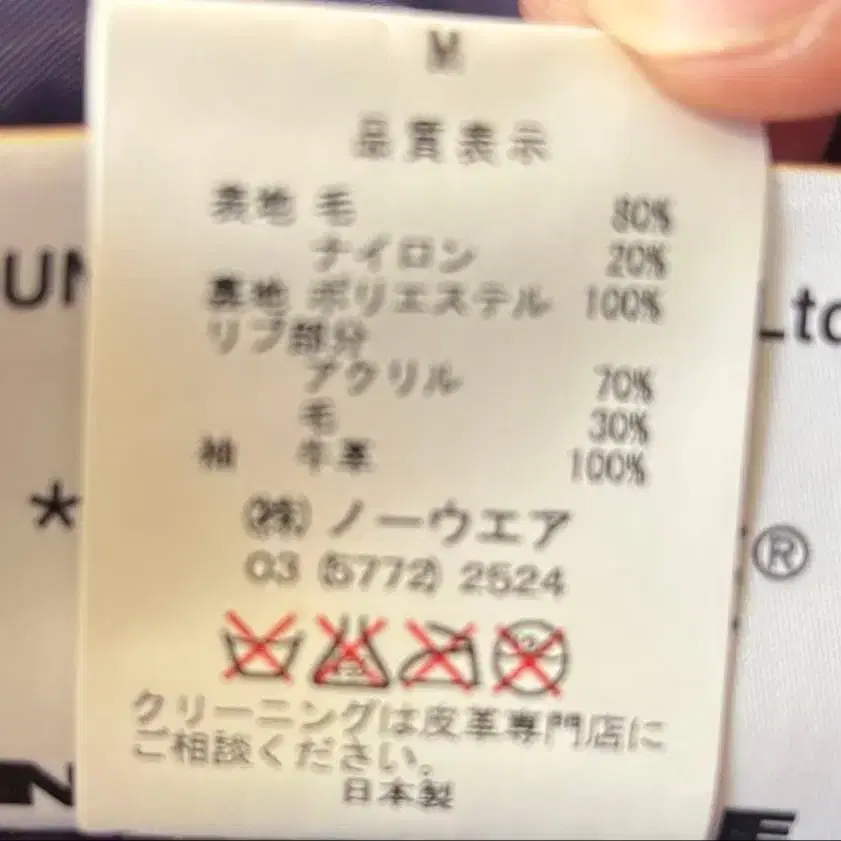 M
品質表示
表地 毛 80%
ナイロン 20%
裏地 ポリエステル 100%
リブ部分
アクリル 70%
毛 30%
袖 牛革 100%
㈱ ノーウエア
03 (5772) 2524
クリーニングは皮革専門店に
ご相談ください。
日本製
UN
Ltd
*
®
N
E